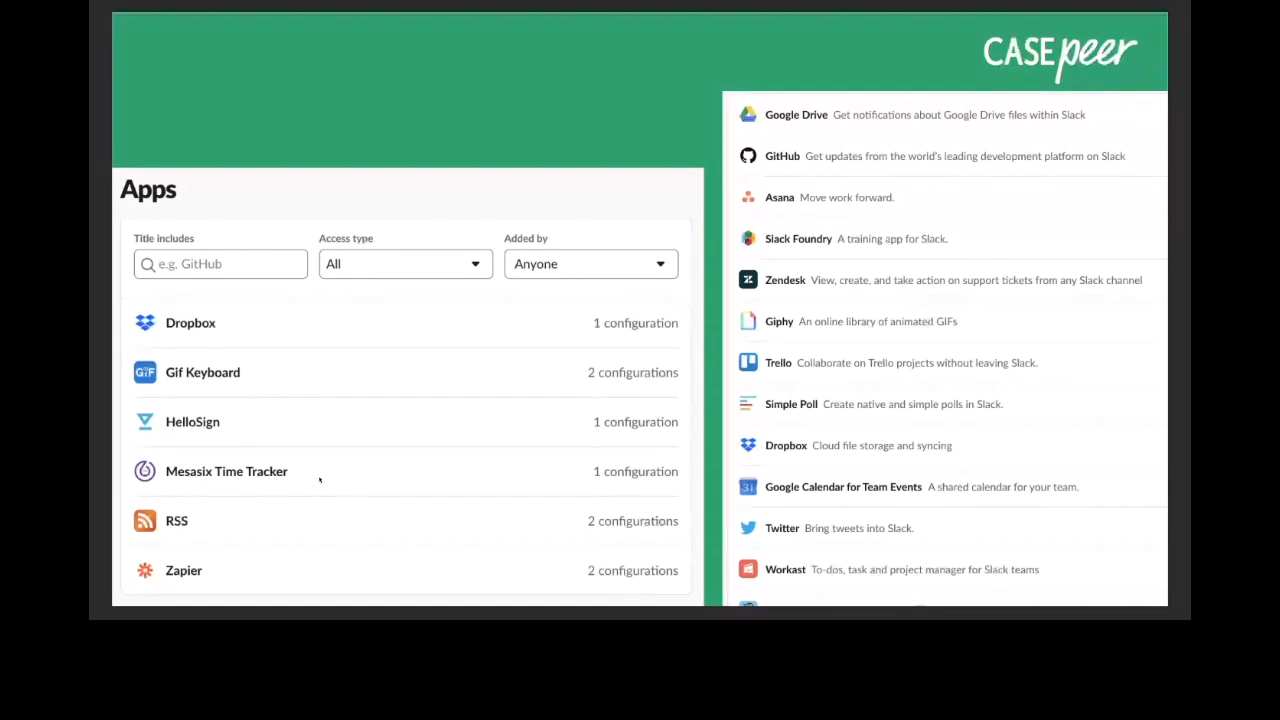 CASEpeer
Apps
Title includes
Access type
Added by
e.g. GitHub
All
Anyone
Dropbox 1 configuration
GIF Gif Keyboard 2 configurations
HelloSign 1 configuration
Mesasix Time Tracker 1 configuration
RSS 2 configurations
Zapier 2 configurations
Google Drive Get notifications about Google Drive files within Slack
GitHub Get updates from the world's leading development platform on Slack
Asana Move work forward.
Slack Foundry A training app for Slack.
Zendesk View, create, and take action on support tickets from any Slack channel
Giphy An online library of animated GIFs
Trello Collaborate on Trello projects without leaving Slack.
Simple Poll Create native and simple polls in Slack.
Dropbox Cloud file storage and syncing
31 Google Calendar for Team Events A shared calendar for your team.
Twitter Bring tweets into Slack.
Workast To-dos, task and project manager for Slack teams